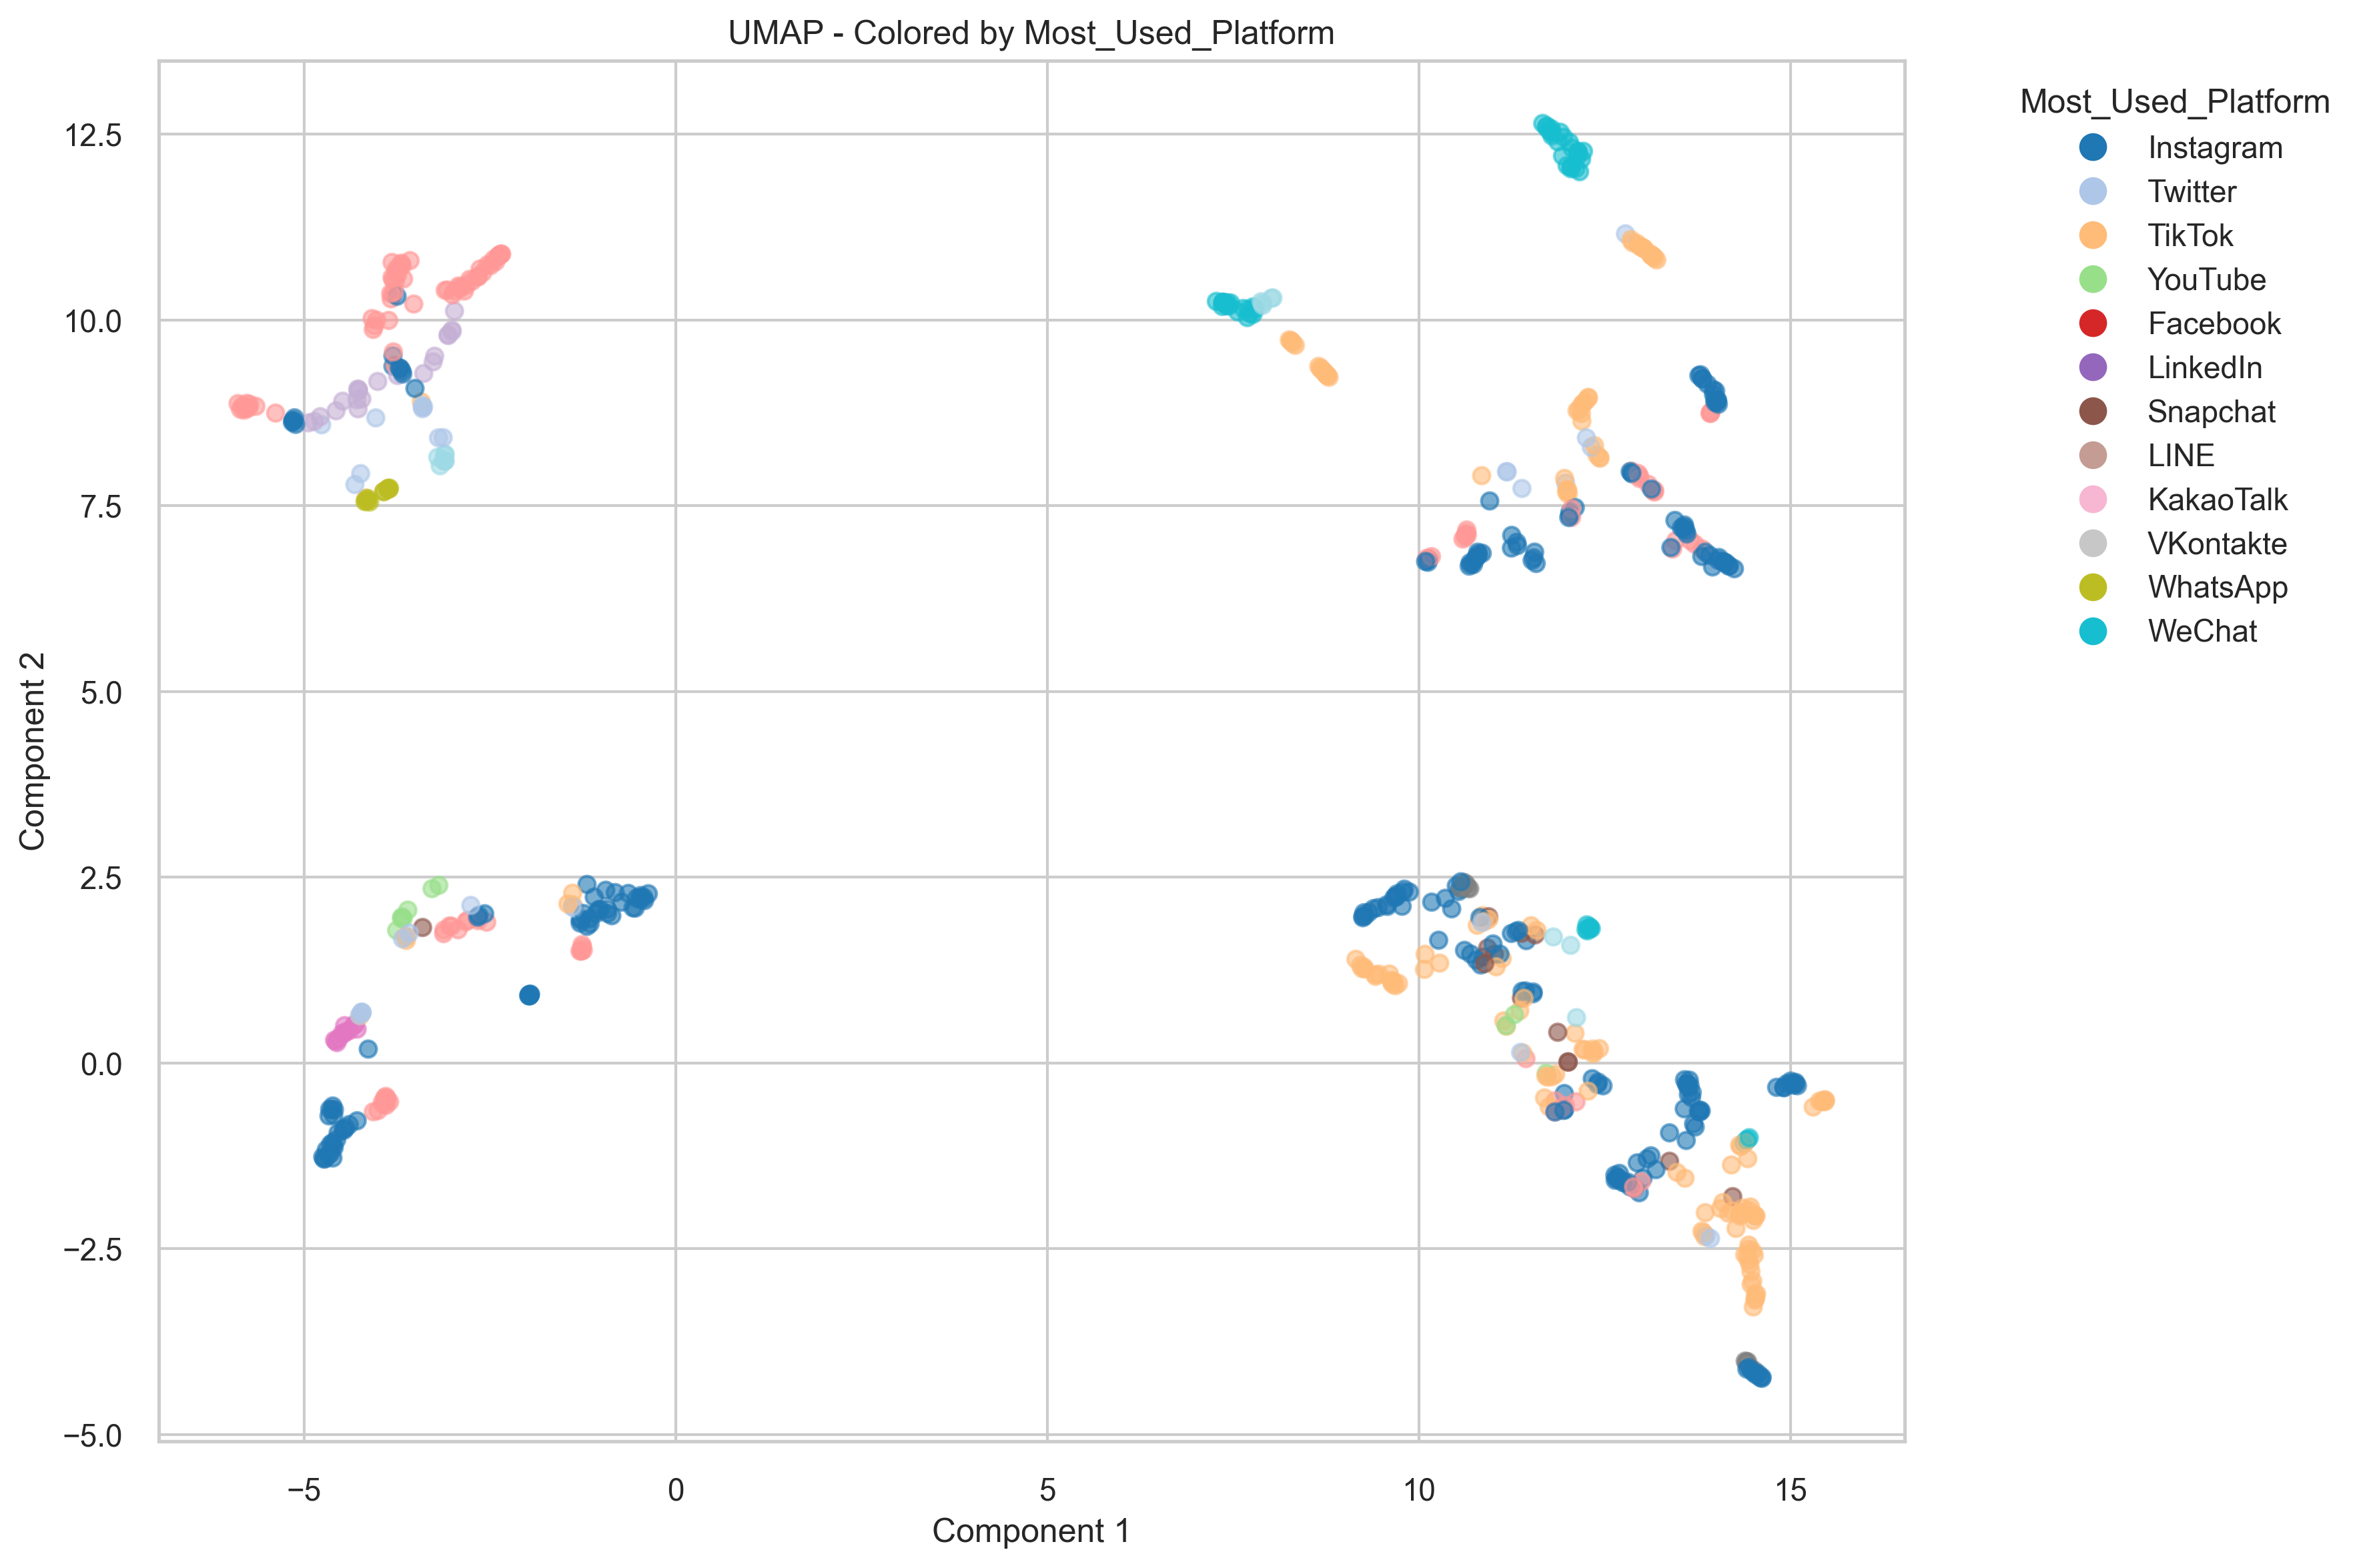 UMAP - Colored by Most_Used_Platform
Most_Used_Platform
Instagram
Twitter
TikTok
YouTube
Facebook
LinkedIn
Snapchat
LINE
KakaoTalk
VKontakte
WhatsApp
WeChat
Component 2
12.5
10.0
7.5
5.0
2.5
0.0
−2.5
−5.0
−5
0
5
10
15
Component 1